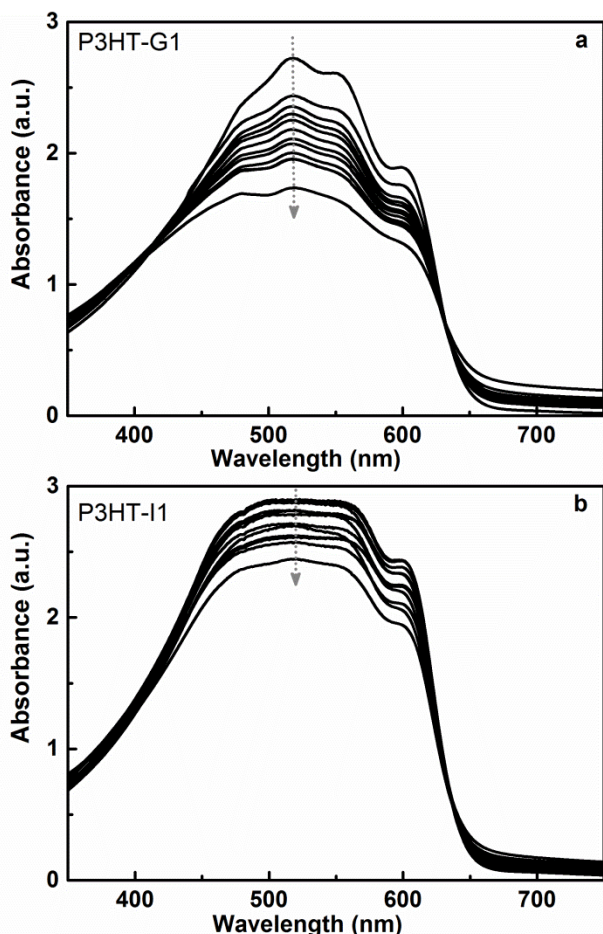 P3HT-G1
a
Absorbance (a.u.)
3
2
1
0
400
500
600
700
Wavelength (nm)
P3HT-I1
b
Absorbance (a.u.)
3
2
1
0
400
500
600
700
Wavelength (nm)